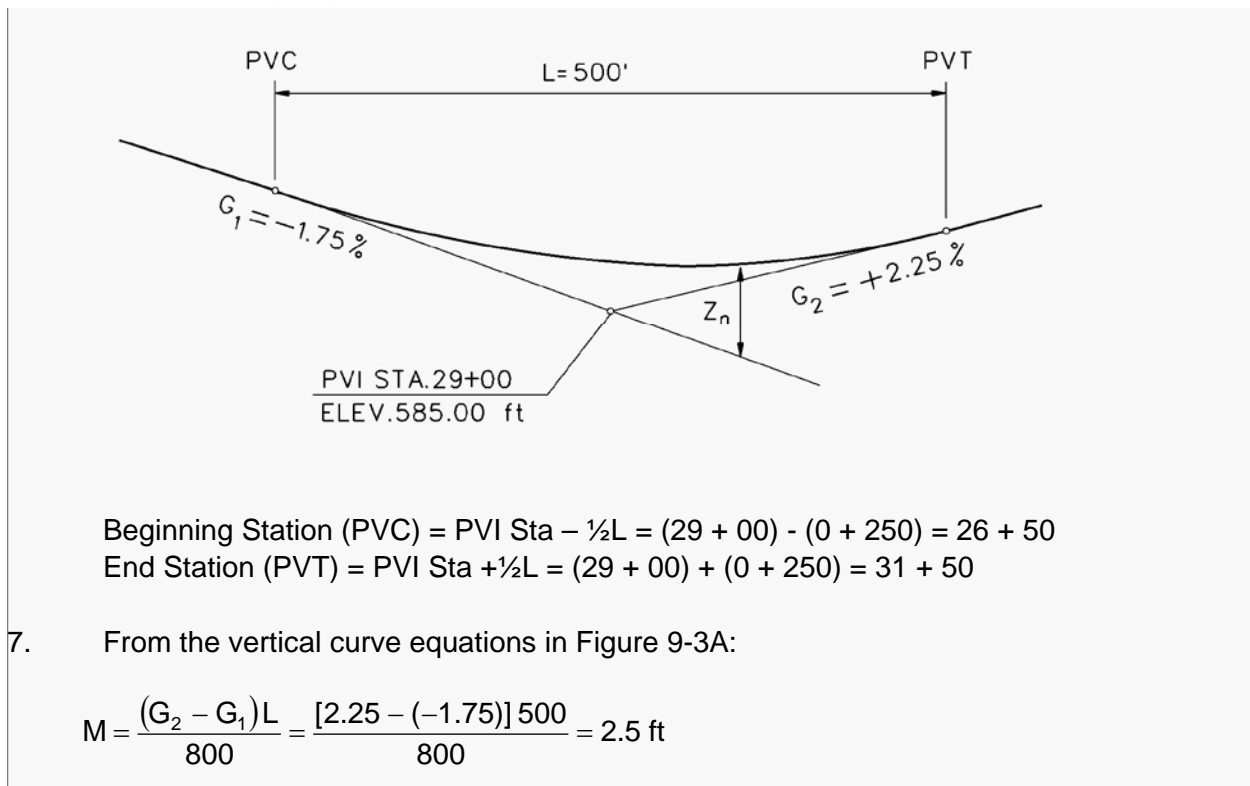 PVC
PVT
L= 500'
G₁ = -1.75 %
G₂ = +2.25 %
Zₙ
PVI STA.29+00
ELEV.585.00 ft
Beginning Station (PVC) = PVI Sta – ½L = (29 + 00) - (0 + 250) = 26 + 50
End Station (PVT) = PVI Sta +½L = (29 + 00) + (0 + 250) = 31 + 50
7. From the vertical curve equations in Figure 9-3A:
M = (G₂ − G₁)L / 800 = [2.25 − (−1.75)] 500 / 800 = 2.5 ft